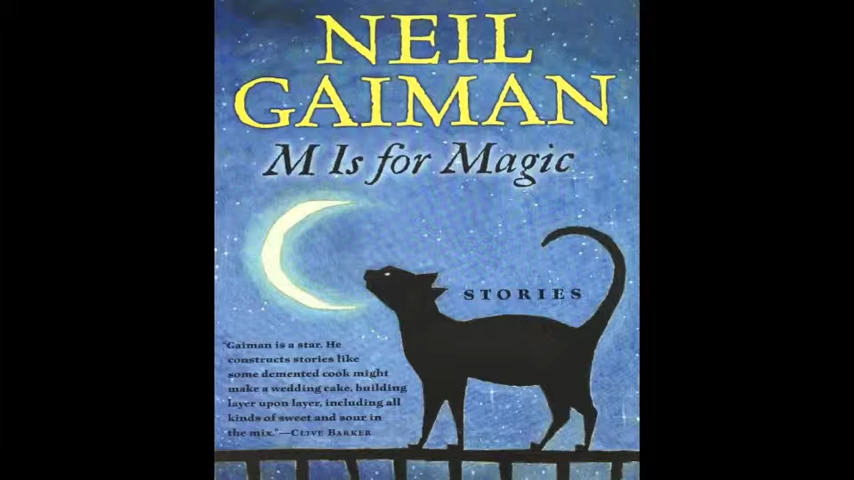 NEIL
GAIMAN
M Is for Magic
STORIES
"Gaiman is a star. He
constructs stories like
some demented cook might
make a wedding cake, building
layer upon layer, including all
kinds of sweet and sour in
the mix."—CLIVE BARKER